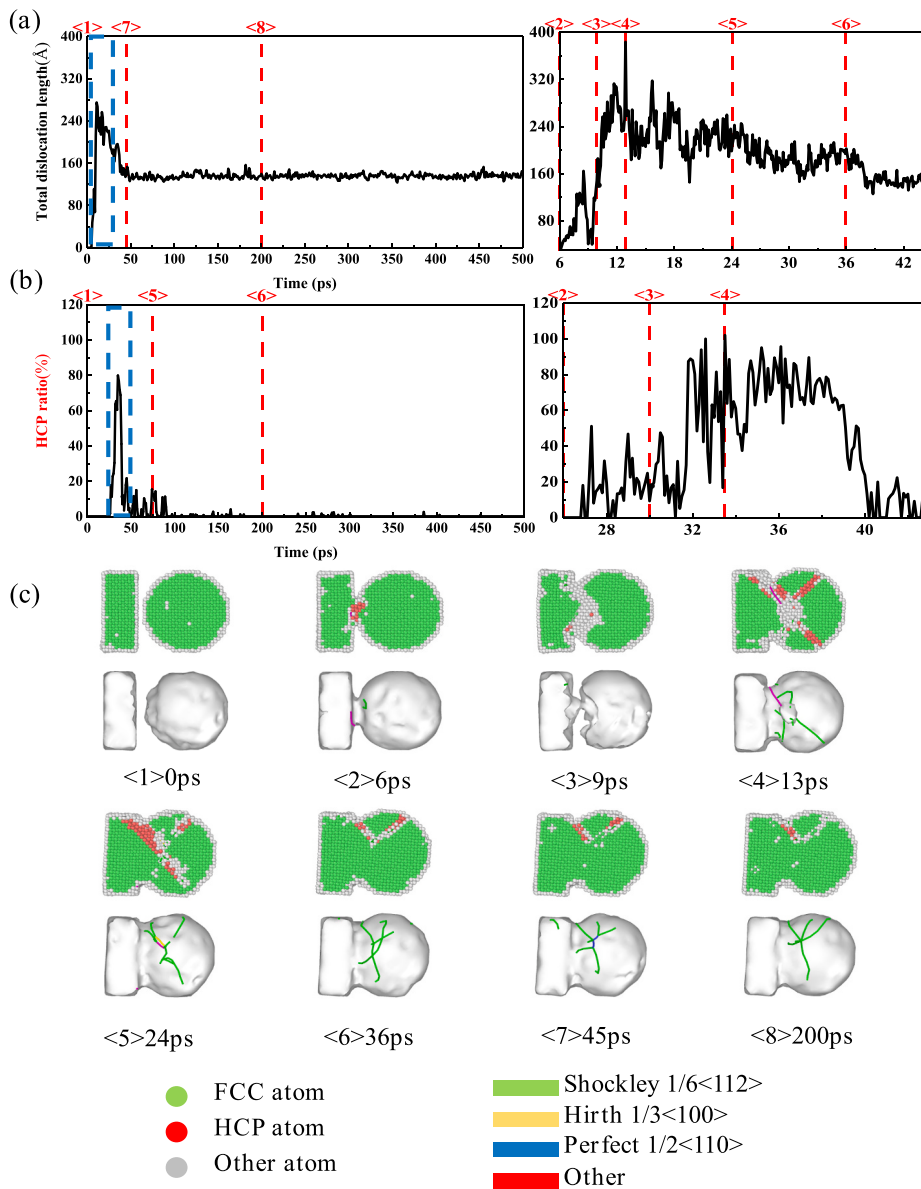 (a)
<1> <7> <8>
<2> <3> <4> <5> <6>
Total dislocation length(Å)
400
320
240
160
80
0
0 50 100 150 200 250 300 350 400 450 500
Time (ps)
400
320
240
160
80
6 12 18 24 30 36 42
(b)
<1> <5> <6>
<2> <3> <4>
HCP ratio(%)
120
100
80
60
40
20
0
0 50 100 150 200 250 300 350 400 450 500
Time (ps)
120
100
80
60
40
20
0
28 30 32 34 36 38 40 42
(c)
<1>0ps <2>6ps <3>9ps <4>13ps
<5>24ps <6>36ps <7>45ps <8>200ps
FCC atom
HCP atom
Other atom
Shockley 1/6<112>
Hirth 1/3<100>
Perfect 1/2<110>
Other